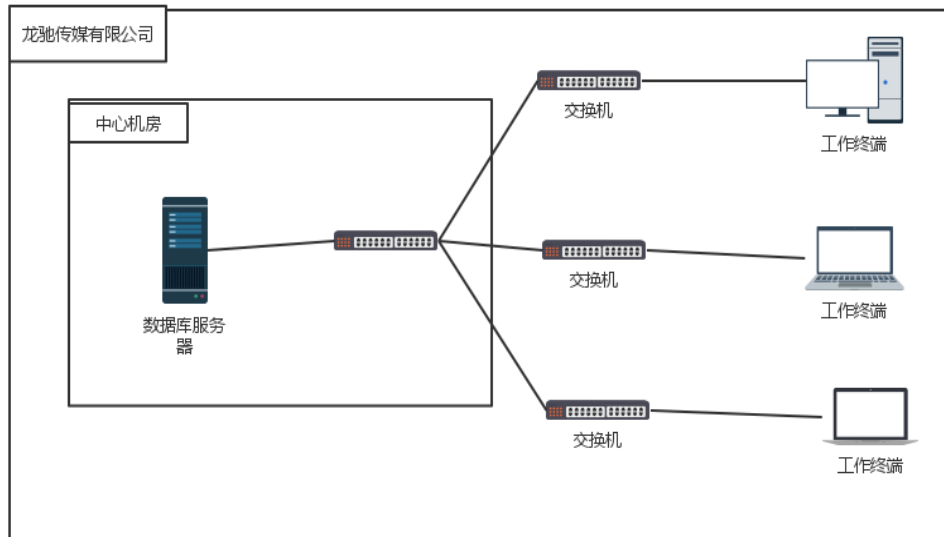 龙驰传媒有限公司
中心机房
交换机
工作终端
数据库服务
器
交换机
工作终端
交换机
工作终端